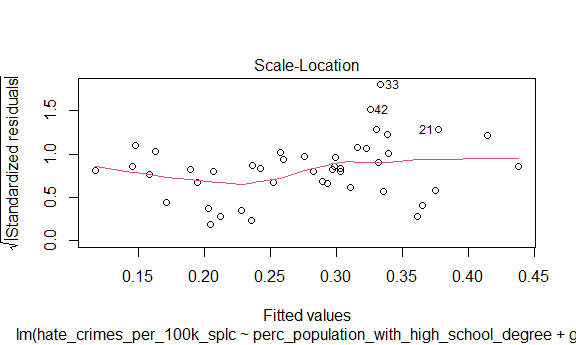 Scale-Location
33
42
21
√|Standardized residuals|
0.0 0.5 1.0 1.5
0.15 0.20 0.25 0.30 0.35 0.40 0.45
Fitted values
lm(hate_crimes_per_100k_splc ~ perc_population_with_high_school_degree + g